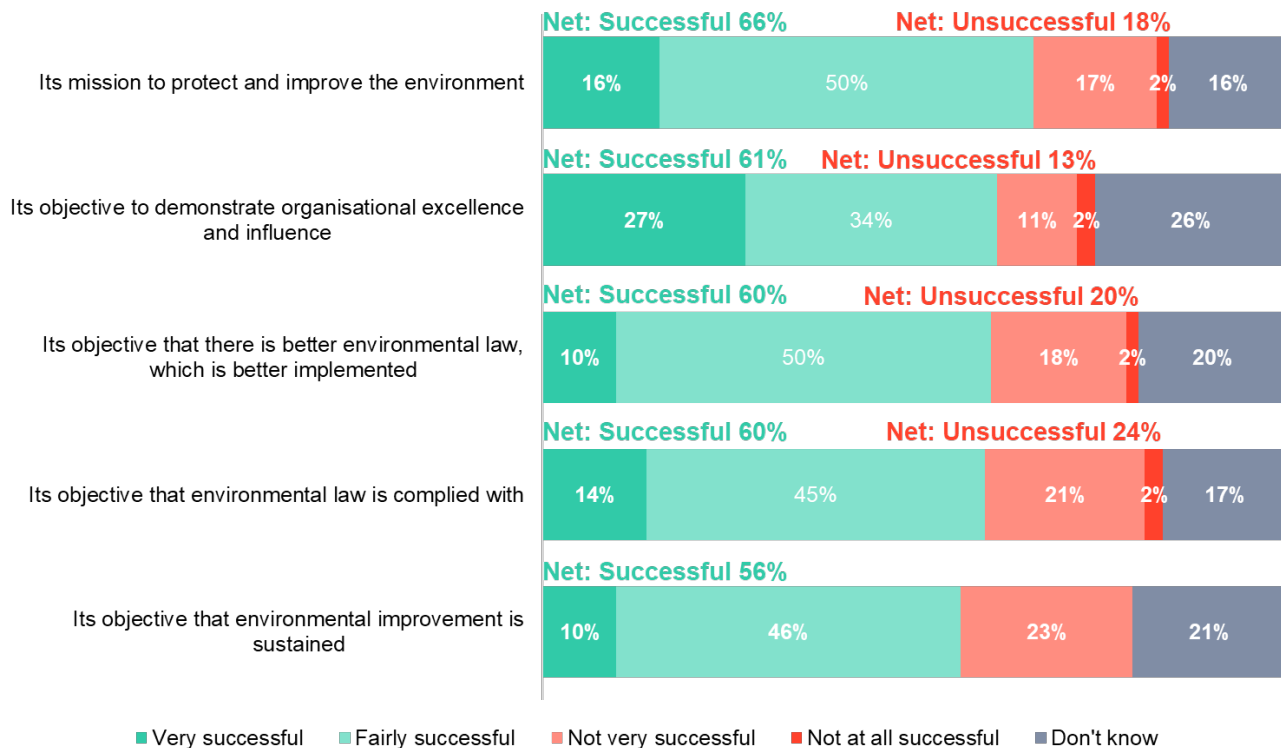 Net: Successful 66% Net: Unsuccessful 18%
Its mission to protect and improve the environment
16% 50% 17% 2% 16%
Net: Successful 61% Net: Unsuccessful 13%
Its objective to demonstrate organisational excellence
and influence
27% 34% 11% 2% 26%
Net: Successful 60% Net: Unsuccessful 20%
Its objective that there is better environmental law,
which is better implemented
10% 50% 18% 2% 20%
Net: Successful 60% Net: Unsuccessful 24%
Its objective that environmental law is complied with
14% 45% 21% 2% 17%
Net: Successful 56%
Its objective that environmental improvement is
sustained
10% 46% 23% 21%
Very successful Fairly successful Not very successful Not at all successful Don't know